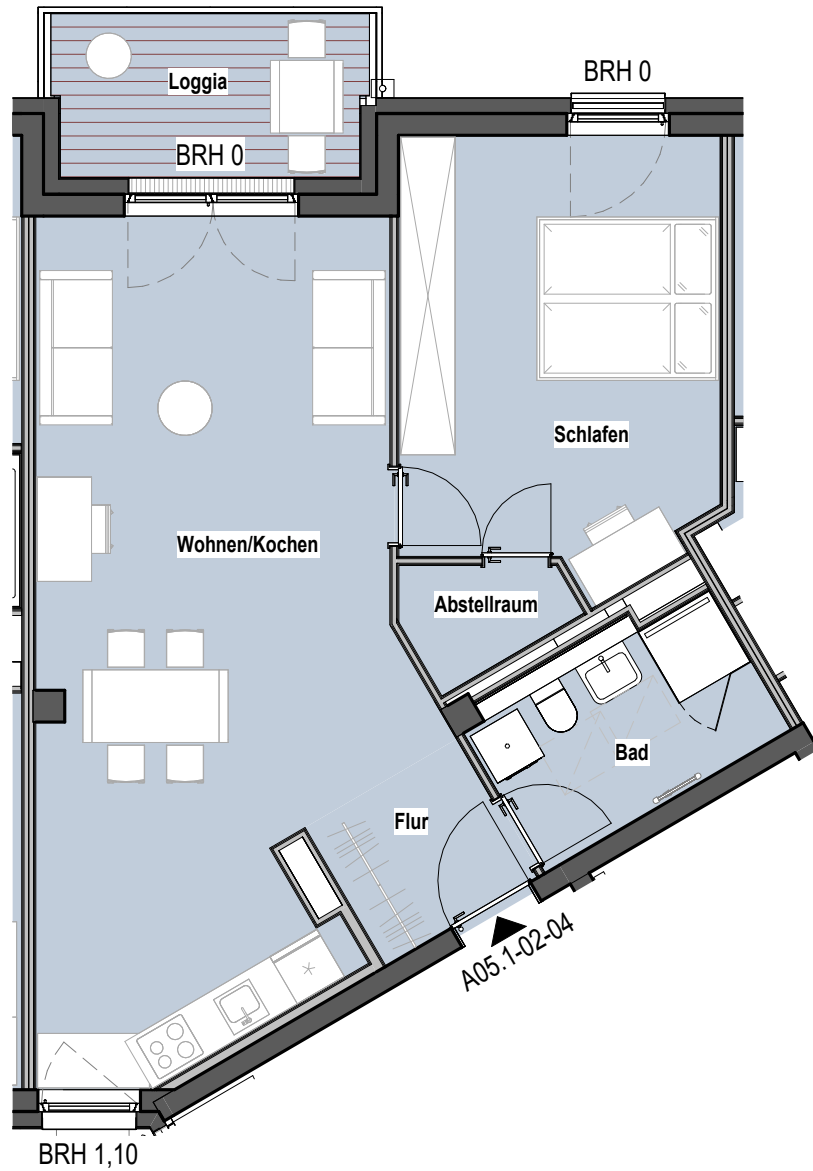 BRH 0
Loggia
BRH 0
Schlafen
Wohnen/Kochen
Abstellraum
Bad
Flur
A05.1-02-04
BRH 1,10